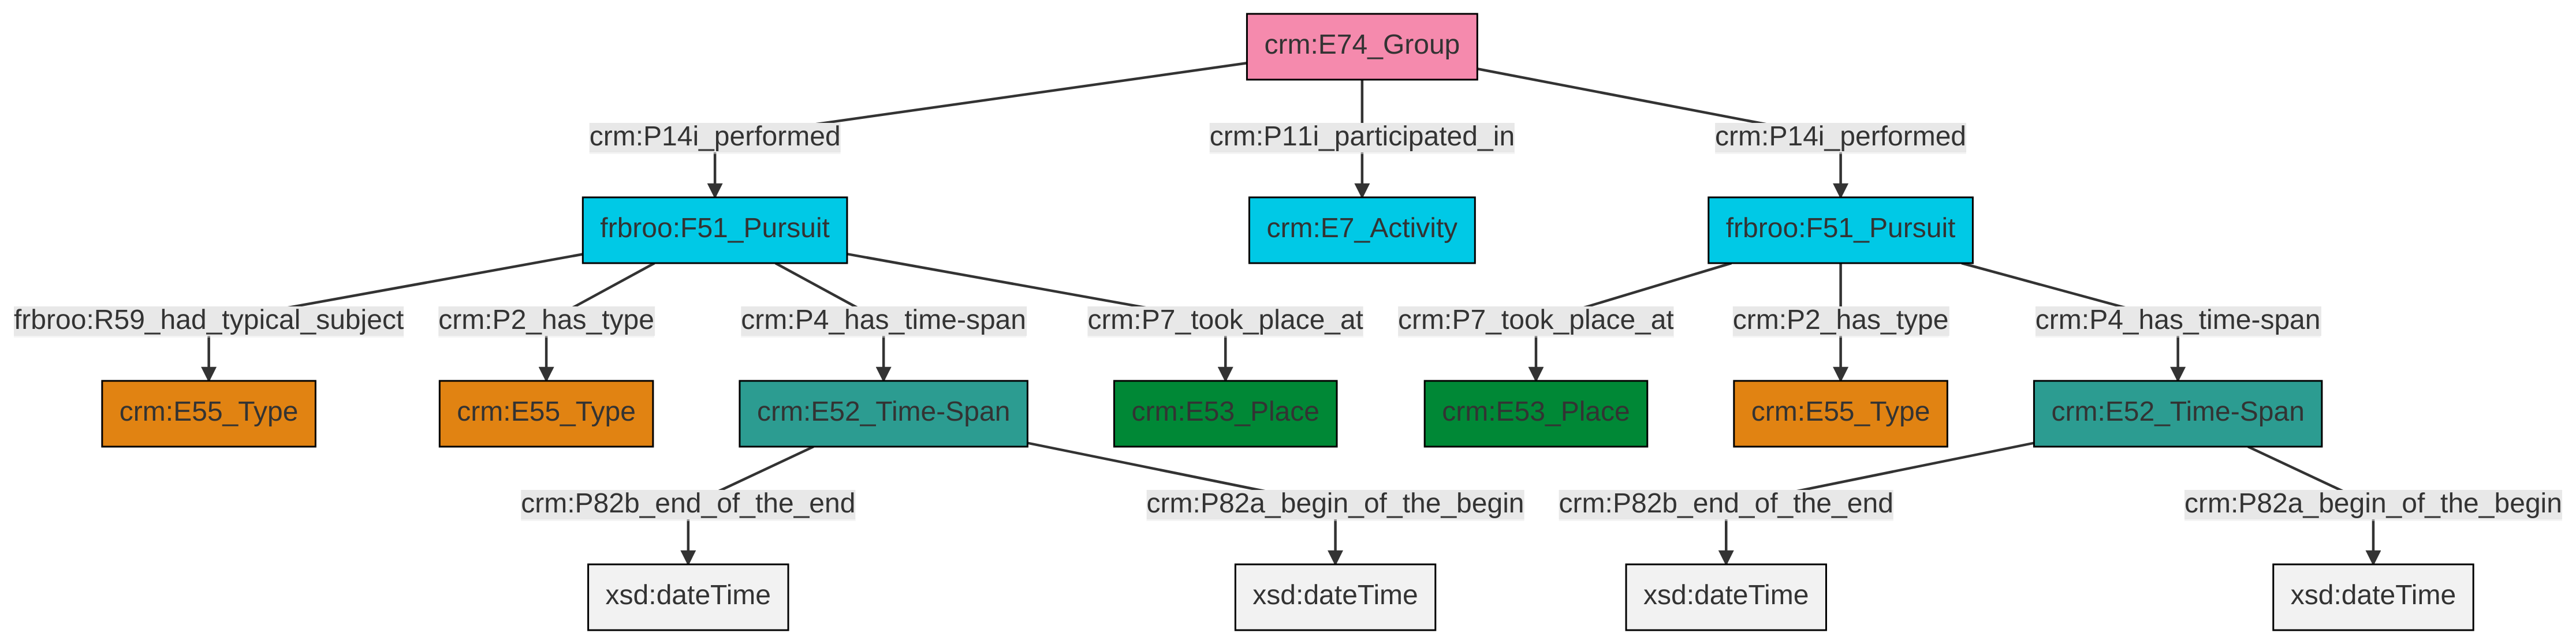 crm:E74_Group
crm:P14i_performed
crm:P11i_participated_in
crm:P14i_performed
frbroo:F51_Pursuit
crm:E7_Activity
frbroo:F51_Pursuit
frbroo:R59_had_typical_subject
crm:P2_has_type
crm:P4_has_time-span
crm:P7_took_place_at
crm:P7_took_place_at
crm:P2_has_type
crm:P4_has_time-span
crm:E55_Type
crm:E55_Type
crm:E52_Time-Span
crm:E53_Place
crm:E53_Place
crm:E55_Type
crm:E52_Time-Span
crm:P82b_end_of_the_end
crm:P82a_begin_of_the_begin
crm:P82b_end_of_the_end
crm:P82a_begin_of_the_begin
xsd:dateTime
xsd:dateTime
xsd:dateTime
xsd:dateTime